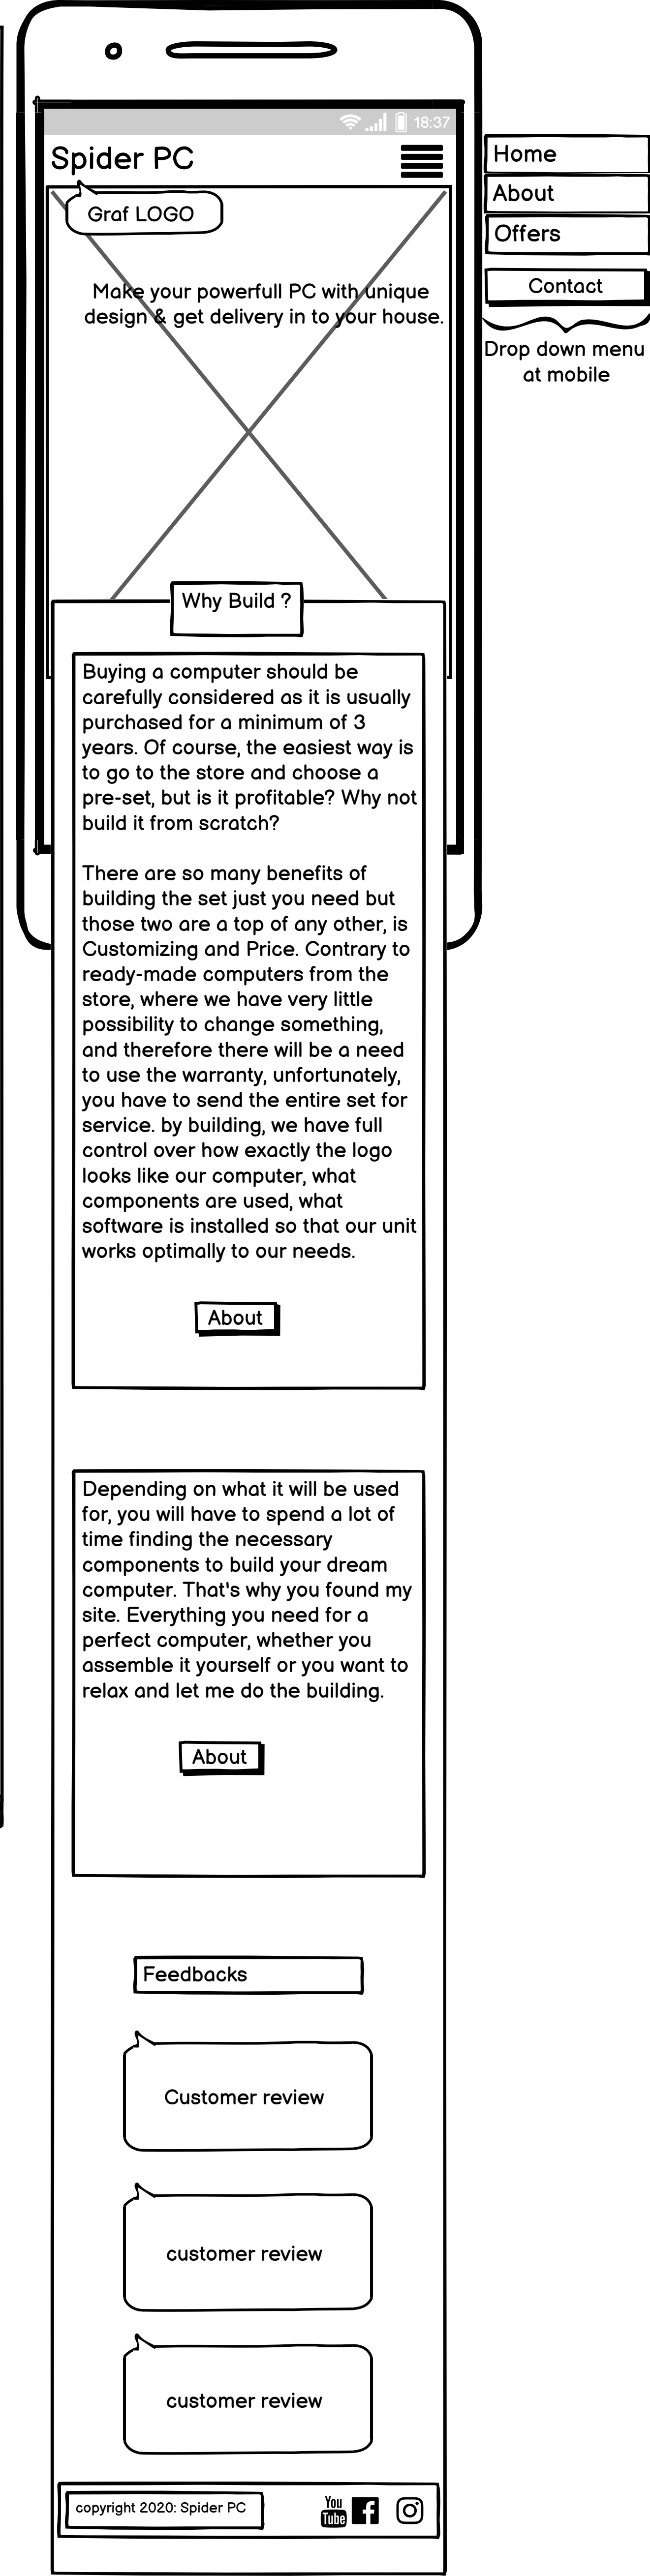 18:37
Spider PC
Graf LOGO
Make your powerfull PC with unique
design & get delivery in to your house.
Home
About
Offers
Contact
Drop down menu
at mobile
Why Build ?
Buying a computer should be
carefully considered as it is usually
purchased for a minimum of 3
years. Of course, the easiest way is
to go to the store and choose a
pre-set, but is it profitable? Why not
build it from scratch?
There are so many benefits of
building the set just you need but
those two are a top of any other, is
Customizing and Price. Contrary to
ready-made computers from the
store, where we have very little
possibility to change something,
and therefore there will be a need
to use the warranty, unfortunately,
you have to send the entire set for
service. by building, we have full
control over how exactly the logo
looks like our computer, what
components are used, what
software is installed so that our unit
works optimally to our needs.
About
Depending on what it will be used
for, you will have to spend a lot of
time finding the necessary
components to build your dream
computer. That's why you found my
site. Everything you need for a
perfect computer, whether you
assemble it yourself or you want to
relax and let me do the building.
About
Feedbacks
Customer review
customer review
customer review
copyright 2020: Spider PC
You
Tube